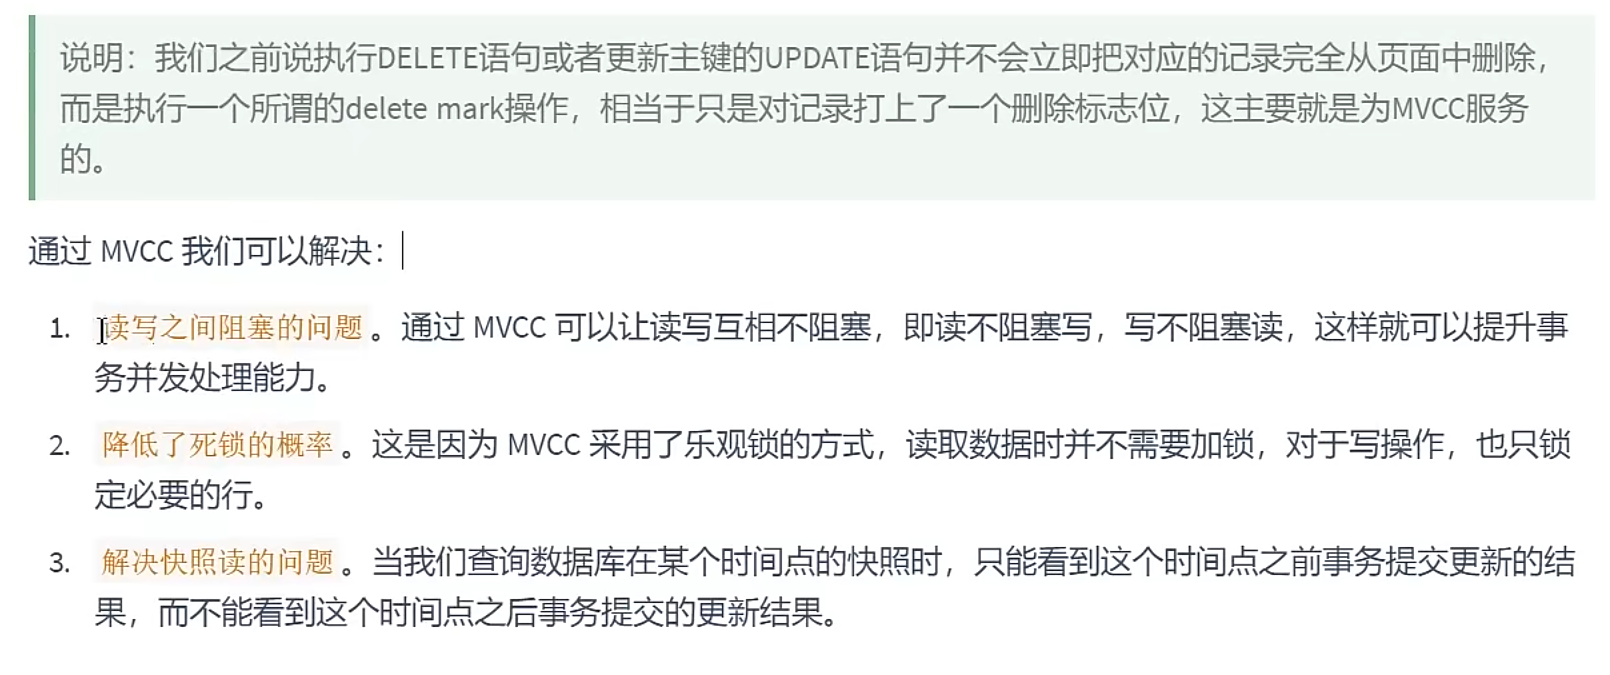 说明：我们之前说执行DELETE语句或者更新主键的UPDATE语句并不会立即把对应的记录完全从页面中删除，
而是执行一个所谓的delete mark操作，相当于只是对记录打上了一个删除标志位，这主要就是为MVCC服务
的。
通过 MVCC 我们可以解决：
1. 读写之间阻塞的问题。通过 MVCC 可以让读写互相不阻塞，即读不阻塞写，写不阻塞读，这样就可以提升事
务并发处理能力。
2. 降低了死锁的概率。这是因为 MVCC 采用了乐观锁的方式，读取数据时并不需要加锁，对于写操作，也只锁
定必要的行。
3. 解决快照读的问题。当我们查询数据库在某个时间点的快照时，只能看到这个时间点之前事务提交更新的结
果，而不能看到这个时间点之后事务提交的更新结果。